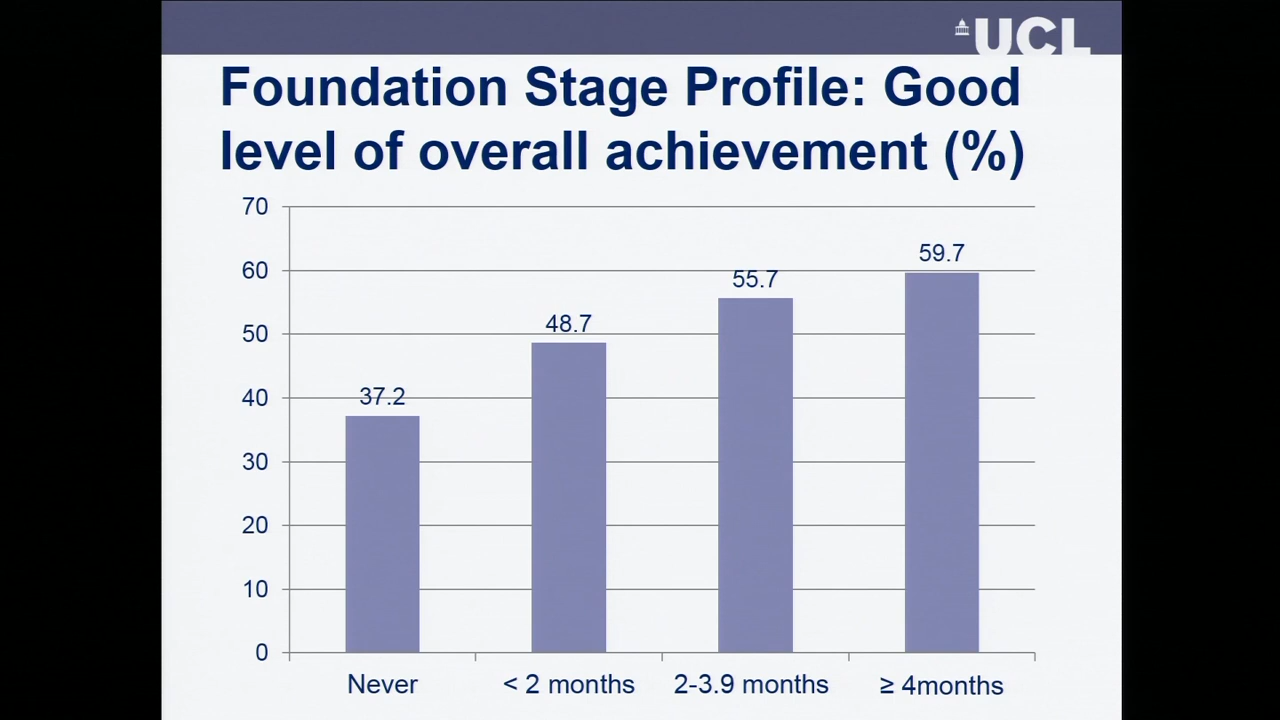 UCL
Foundation Stage Profile: Good
level of overall achievement (%)
70
60
50
40
30
20
10
0
37.2
48.7
55.7
59.7
Never
< 2 months
2-3.9 months
≥ 4months